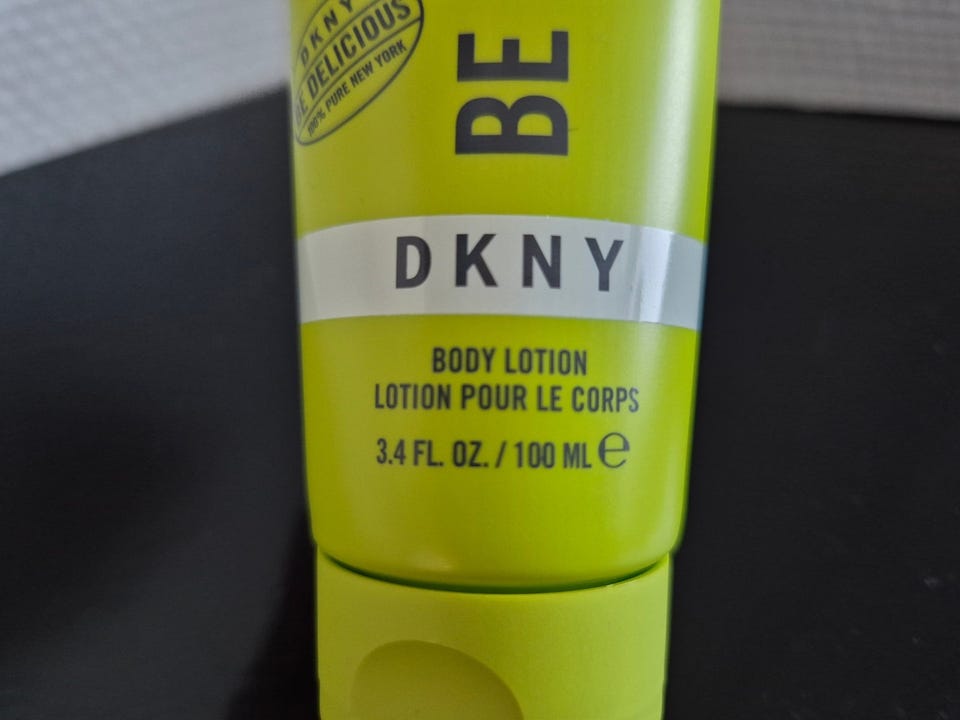 DKNY
BE DELICIOUS
100% PURE NEW YORK
BE
DKNY
BODY LOTION
LOTION POUR LE CORPS
3.4 FL. OZ. / 100 ML ℮